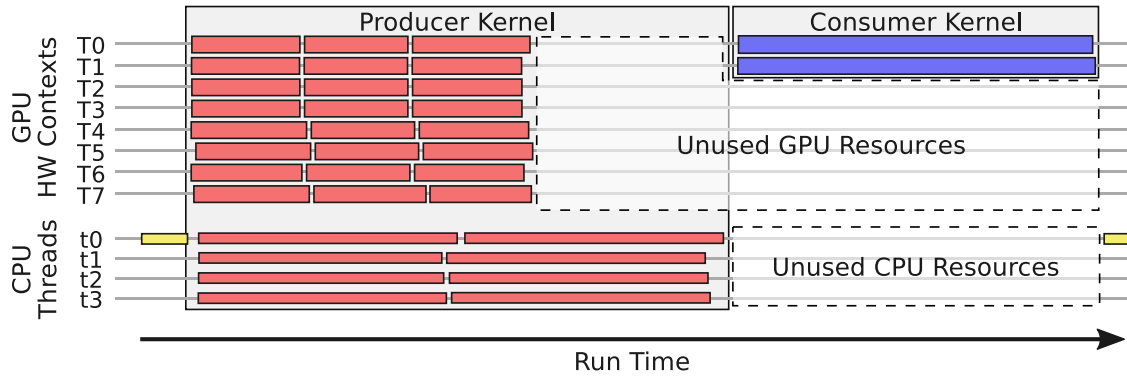 Producer Kernel
Consumer Kernel
GPU
HW Contexts
T0
T1
T2
T3
T4
T5
T6
T7
Unused GPU Resources
CPU
Threads
t0
t1
t2
t3
Unused CPU Resources
Run Time